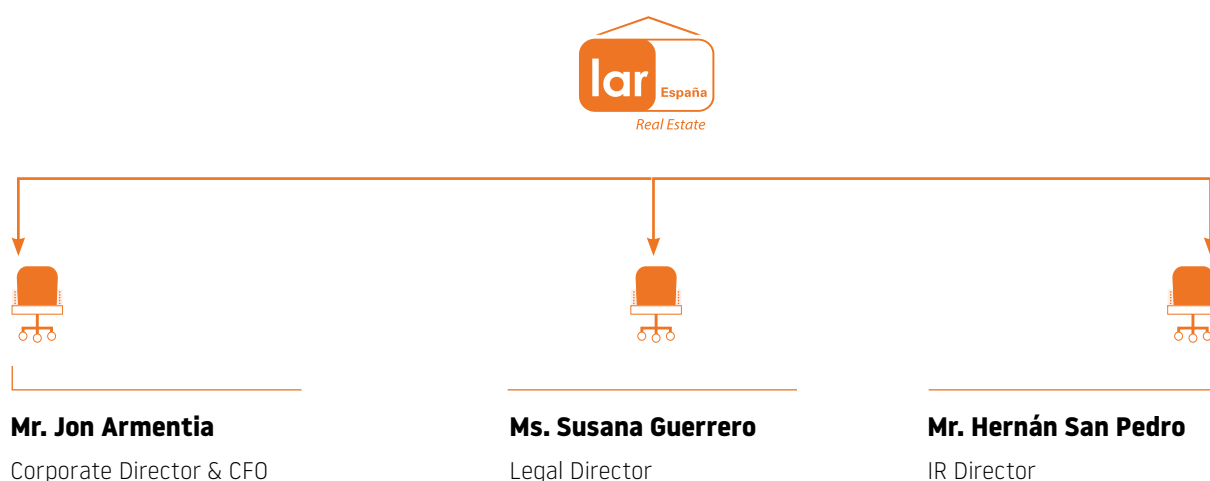 lar
España
Real Estate
Mr. Jon Armentia
Corporate Director & CFO
Ms. Susana Guerrero
Legal Director
Mr. Hernán San Pedro
IR Director